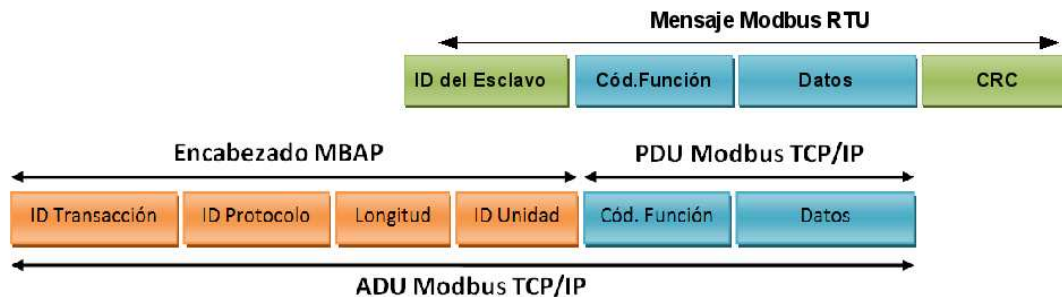 Mensaje Modbus RTU
ID del Esclavo Cód.Función Datos CRC
Encabezado MBAP PDU Modbus TCP/IP
ID Transacción ID Protocolo Longitud ID Unidad Cód. Función Datos
ADU Modbus TCP/IP